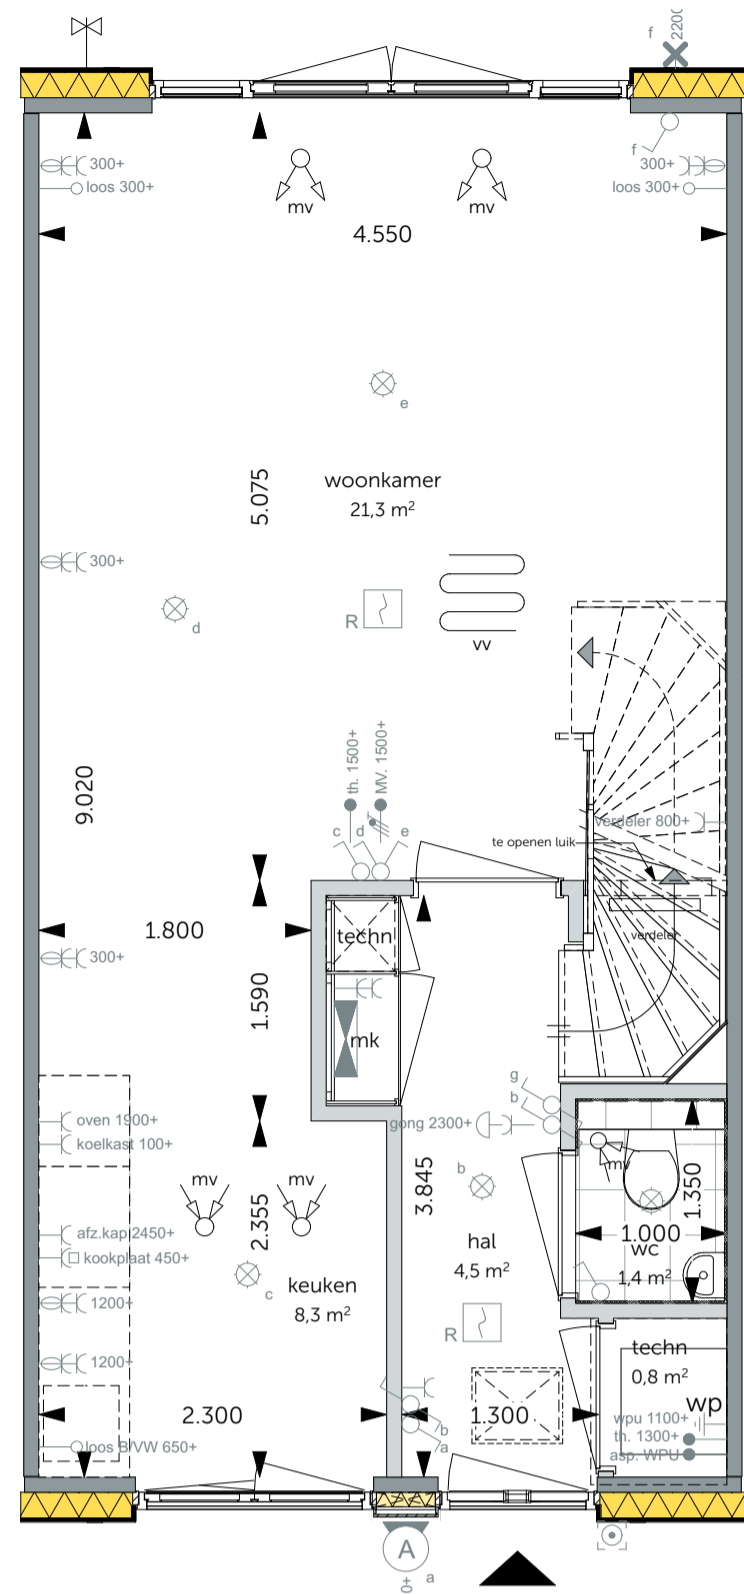 f
2200
f
300+
loos 300+
300+
loos 300+
mv
mv
4.550
e
5.075
woonkamer
21,3 m²
300+
d
R
vv
9.020
th. 1500+
MV. 1500+
c
d
e
verdeler 800+
te openen luik
1.800
techn
verdeler
300+
1.590
mk
g
b
oven 1900+
koelkast 100+
gong 2300+
mv
mv
3.845
b
1.350
2.355
afz.kap 2450+
kookplaat 450+
hal
4,5 m²
1.000
wc
1,4 m²
c
keuken
8,3 m²
1200+
R
1200+
techn
0,8 m²
wp
2.300
b
a
1.300
wpu 1100+
th. 1300+
asp. WPU
loos B/VW 650+
A
a